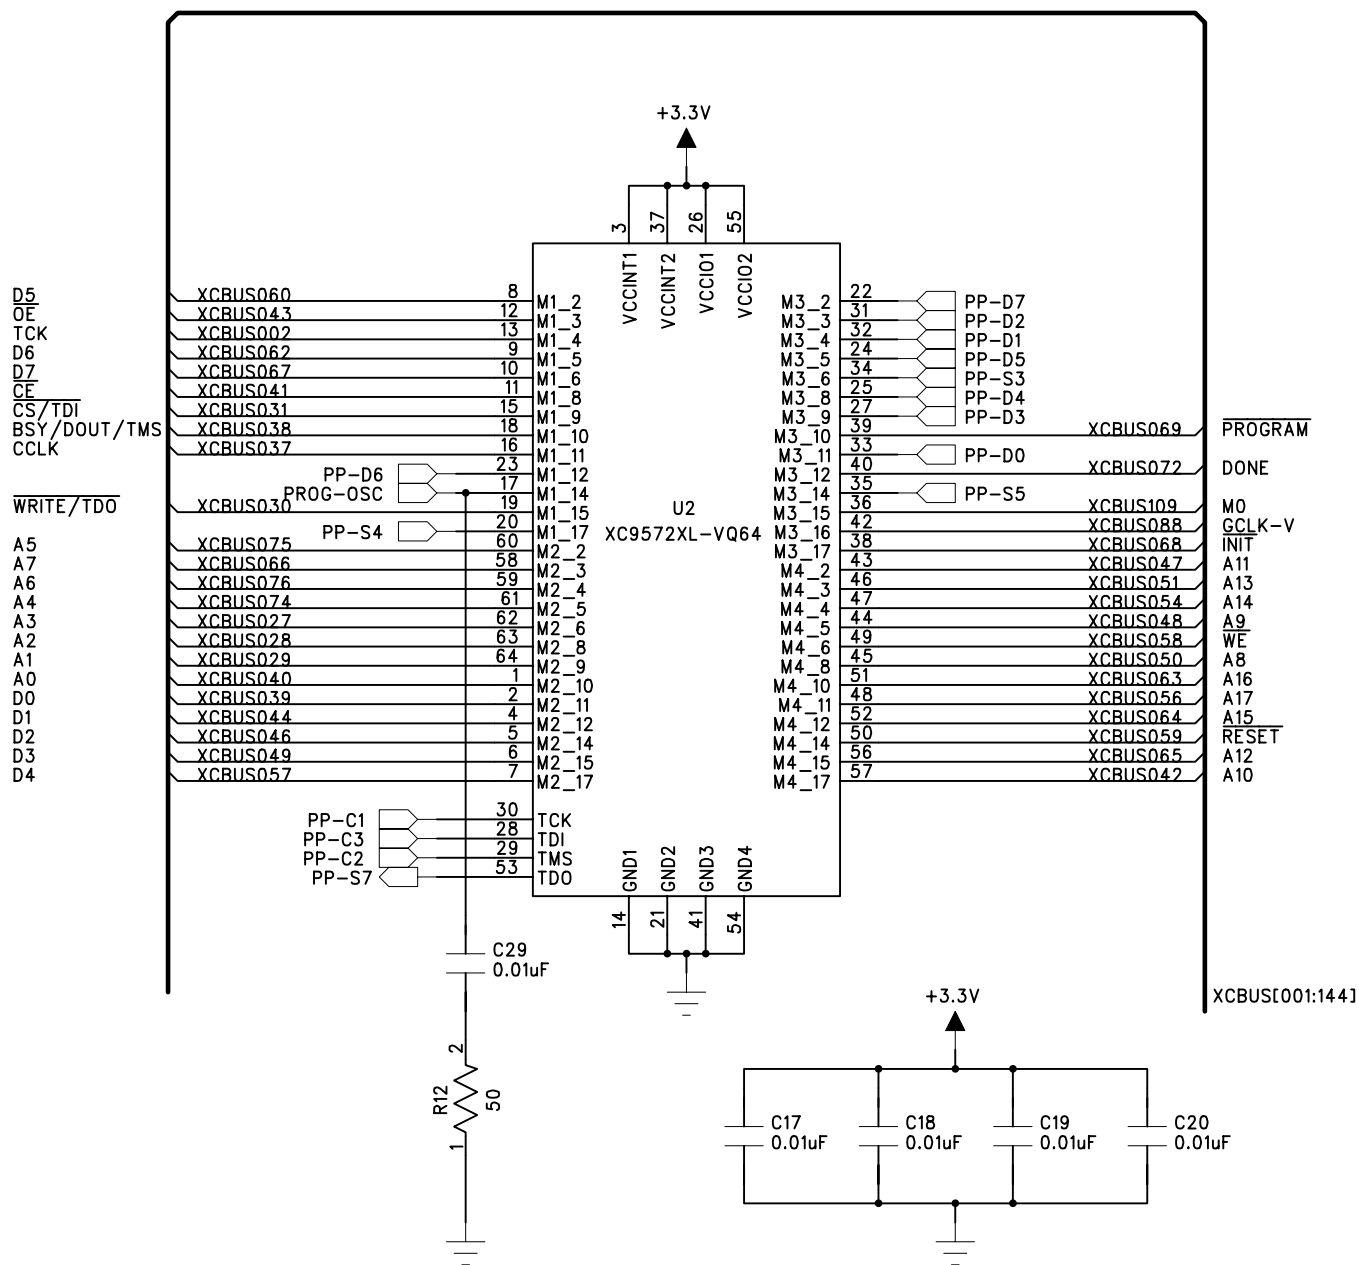 +3.3V
3 37 26 55
VCCINT1 VCCINT2 VCCIO1 VCCIO2
D5 XCBUS060 8 M1_2 M3_2 22 PP-D7
OE XCBUS043 12 M1_3 M3_3 31 PP-D2
TCK XCBUS002 13 M1_4 M3_4 32 PP-D1
D6 XCBUS062 9 M1_5 M3_5 24 PP-D5
D7 XCBUS067 10 M1_6 M3_6 34 PP-S3
CE XCBUS041 11 M1_8 M3_8 25 PP-D4
CS/TDI XCBUS031 15 M1_9 M3_9 27 PP-D3
BSY/DOUT/TMS XCBUS038 18 M1_10 M3_10 39 XCBUS069 PROGRAM
CCLK XCBUS037 16 M1_11 M3_11 33 PP-D0
PP-D6 23 M1_12 M3_12 40 XCBUS072 DONE
PROG-OSC 17 M1_14 M3_14 35 PP-S5
WRITE/TDO XCBUS030 19 M1_15 U2 M3_15 36 XCBUS109 M0
PP-S4 20 M1_17 XC9572XL-VQ64 M3_16 42 XCBUS088 GCLK-V
A5 XCBUS075 60 M2_2 M3_17 38 XCBUS068 INIT
A7 XCBUS066 58 M2_3 M4_2 43 XCBUS047 A11
A6 XCBUS076 59 M2_4 M4_3 46 XCBUS051 A13
A4 XCBUS074 61 M2_5 M4_4 47 XCBUS054 A14
A3 XCBUS027 62 M2_6 M4_5 44 XCBUS048 A9
A2 XCBUS028 63 M2_8 M4_6 49 XCBUS058 WE
A1 XCBUS029 64 M2_9 M4_8 45 XCBUS050 A8
A0 XCBUS040 1 M2_10 M4_10 51 XCBUS063 A16
D0 XCBUS039 2 M2_11 M4_11 48 XCBUS056 A17
D1 XCBUS044 4 M2_12 M4_12 52 XCBUS064 A15
D2 XCBUS046 5 M2_14 M4_14 50 XCBUS059 RESET
D3 XCBUS049 6 M2_15 M4_15 56 XCBUS065 A12
D4 XCBUS057 7 M2_17 M4_17 57 XCBUS042 A10
PP-C1 30 TCK
PP-C3 28 TDI
PP-C2 29 TMS
PP-S7 53 TDO
GND1 GND2 GND3 GND4
14 21 41 54
C29
0.01uF
+3.3V
XCBUS[001:144]
2
R12 50
1
C17 C18 C19 C20
0.01uF 0.01uF 0.01uF 0.01uF